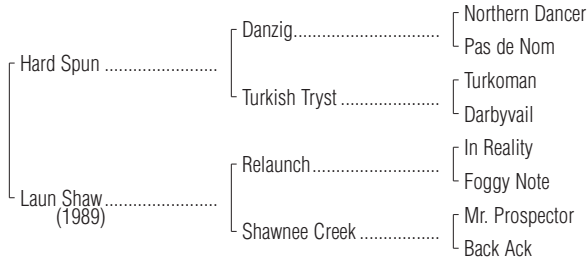 Northern Dancer
Danzig
Pas de Nom
Hard Spun
Turkoman
Turkish Tryst
Darbyvail
In Reality
Relaunch
Foggy Note
Laun Shaw
(1989)
Mr. Prospector
Shawnee Creek
Back Ack